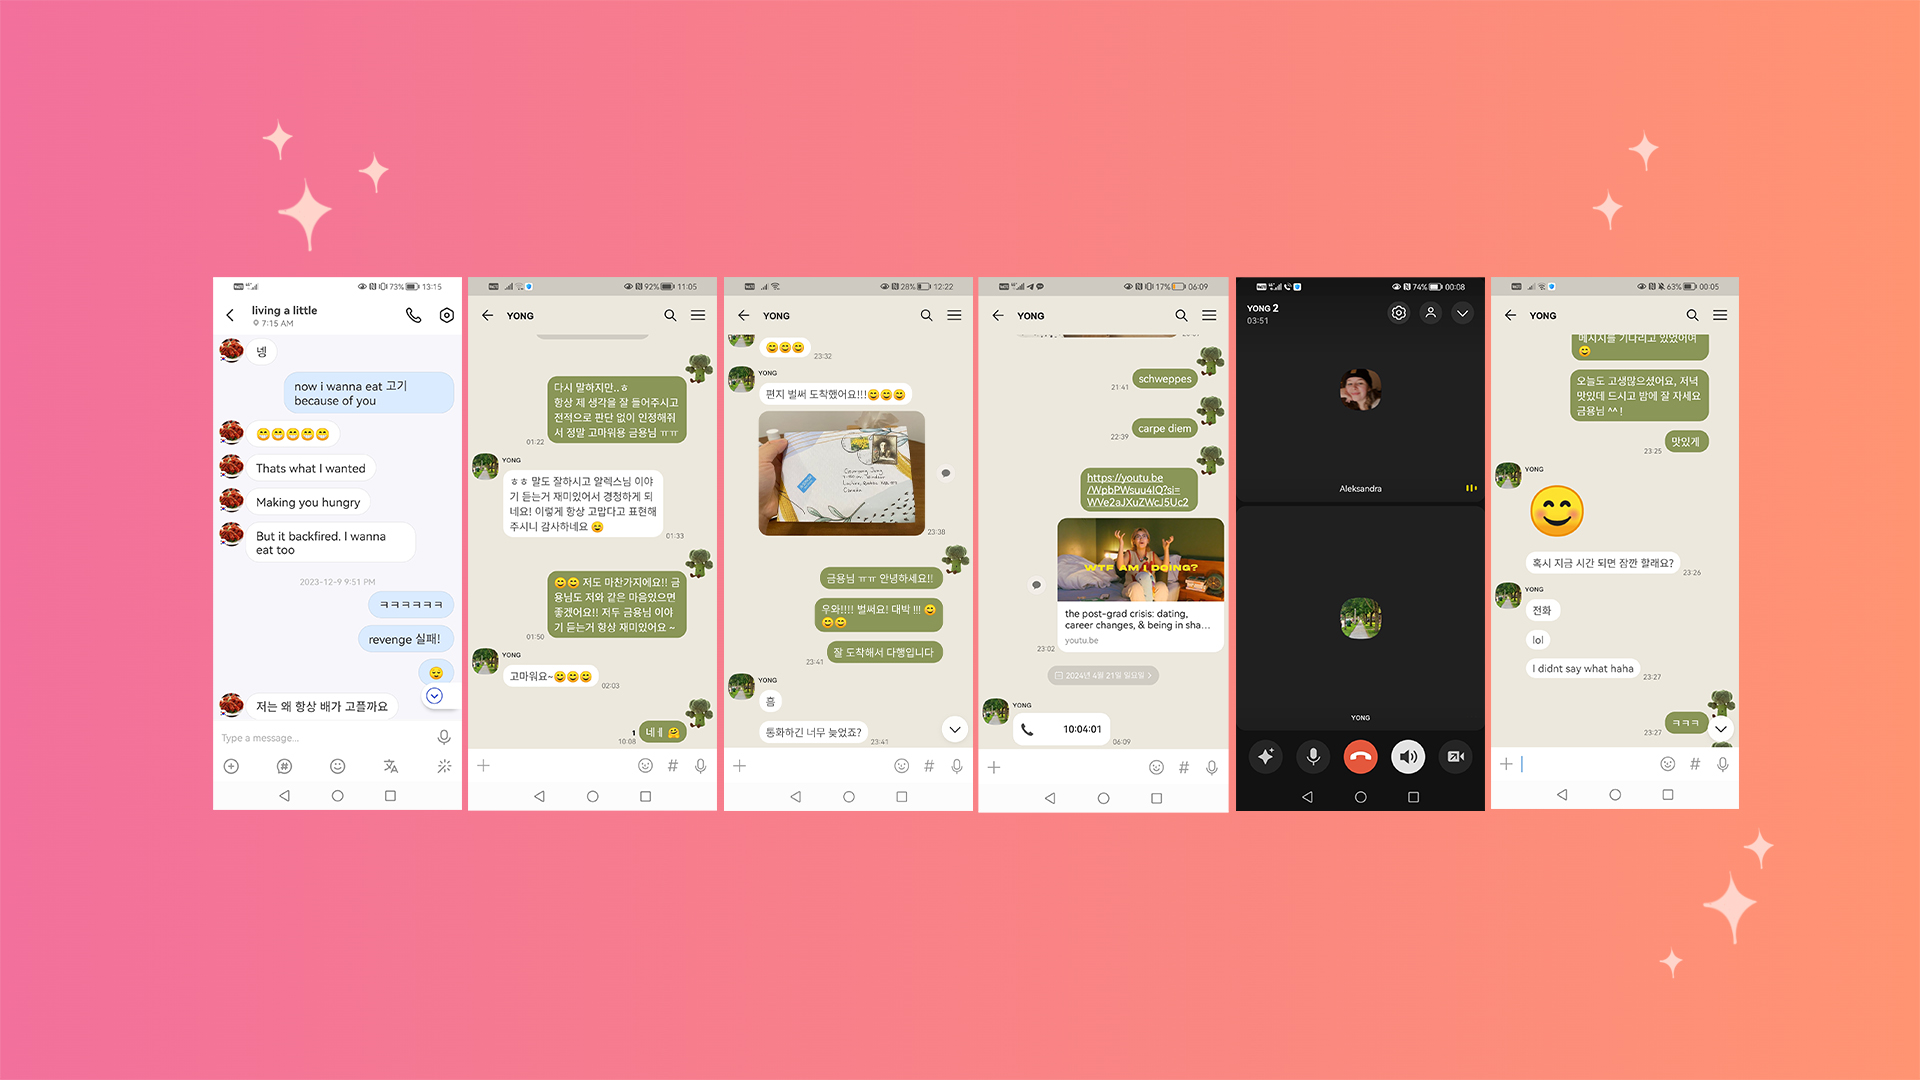 73% 13:15
living a little
7:15 AM
넹
now i wanna eat 고기
because of you
Thats what I wanted
Making you hungry
But it backfired. I wanna
eat too
2023-12-9 9:51 PM
ㅋㅋㅋㅋㅋㅋ
revenge 실패!
저는 왜 항상 배가 고플까요
Type a message...
92% 11:05
YONG
다시 말하지만..ㅎ
항상 제 생각을 잘 들어주시고
전적으로 판단 없이 인정해줘
서 정말 고마워용 금용님 ㅠㅠ
01:22
YONG
ㅎㅎ 말도 잘하시고 알렉스님 이야
기 듣는거 재미있어서 경청하게 되
네요! 이렇게 항상 고맙다고 표현해
주시니 감사하네요 😊
01:33
😊😊 저도 마찬가지에요!! 금
용님도 저와 같은 마음있으면
좋겠어요!! 저두 금용님 이야
기 듣는거 항상 재미있어요 ~
01:50
YONG
고마워요~😊😊😊
02:03
네ㅔ 🤗
1
10:08
28% 12:22
YONG
23:32
YONG
편지 벌써 도착했어요!!!😊😊😊
Canada
23:38
금용님 ㅠㅠ 안녕하세요!!
우와!!!! 벌써요! 대박 !!! 😊
😊😊
잘 도착해서 다행입니다
23:41
YONG
흠
통화하긴 너무 늦었죠?
23:41
17% 06:09
YONG
schweppes
21:41
carpe diem
22:39
https://youtu.be
/WpbPWsuu4IQ?si=
WVe2aJXuZWcJ5Uc2
WTF AM I DOING?
the post-grad crisis: dating,
career changes, & being in sha...
youtu.be
23:02
2024년 4월 21일 일요일
YONG
10:04:01
06:09
74% 00:08
YONG 2
03:51
Aleksandra
YONG
63% 00:05
YONG
메시지를 기다리고 있었어여
😊
오늘도 고생많으셨어요, 저녁
맛있데 드시고 밤에 잘 자세요
금용님 ^^ !
맛있게
23:25
YONG
혹시 지금 시간 되면 잠깐 할래요?
23:26
YONG
전화
lol
I didnt say what haha
23:27
ㅋㅋㅋ
23:27